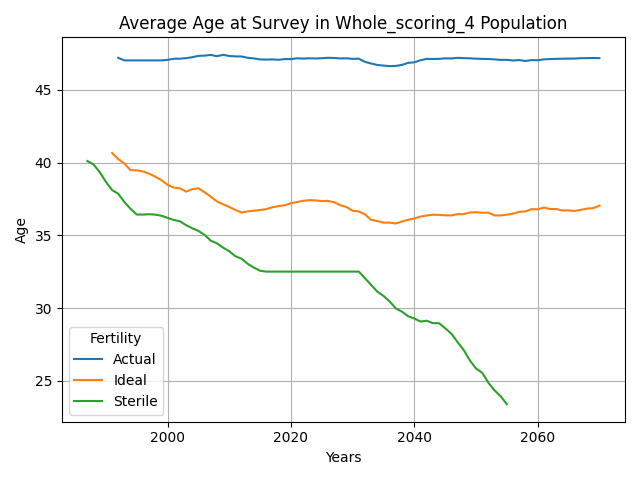 Average Age at Survey in Whole_scoring_4 Population
45
40
35
30
25
Age
Fertility
Actual
Ideal
Sterile
2000
2020
2040
2060
Years